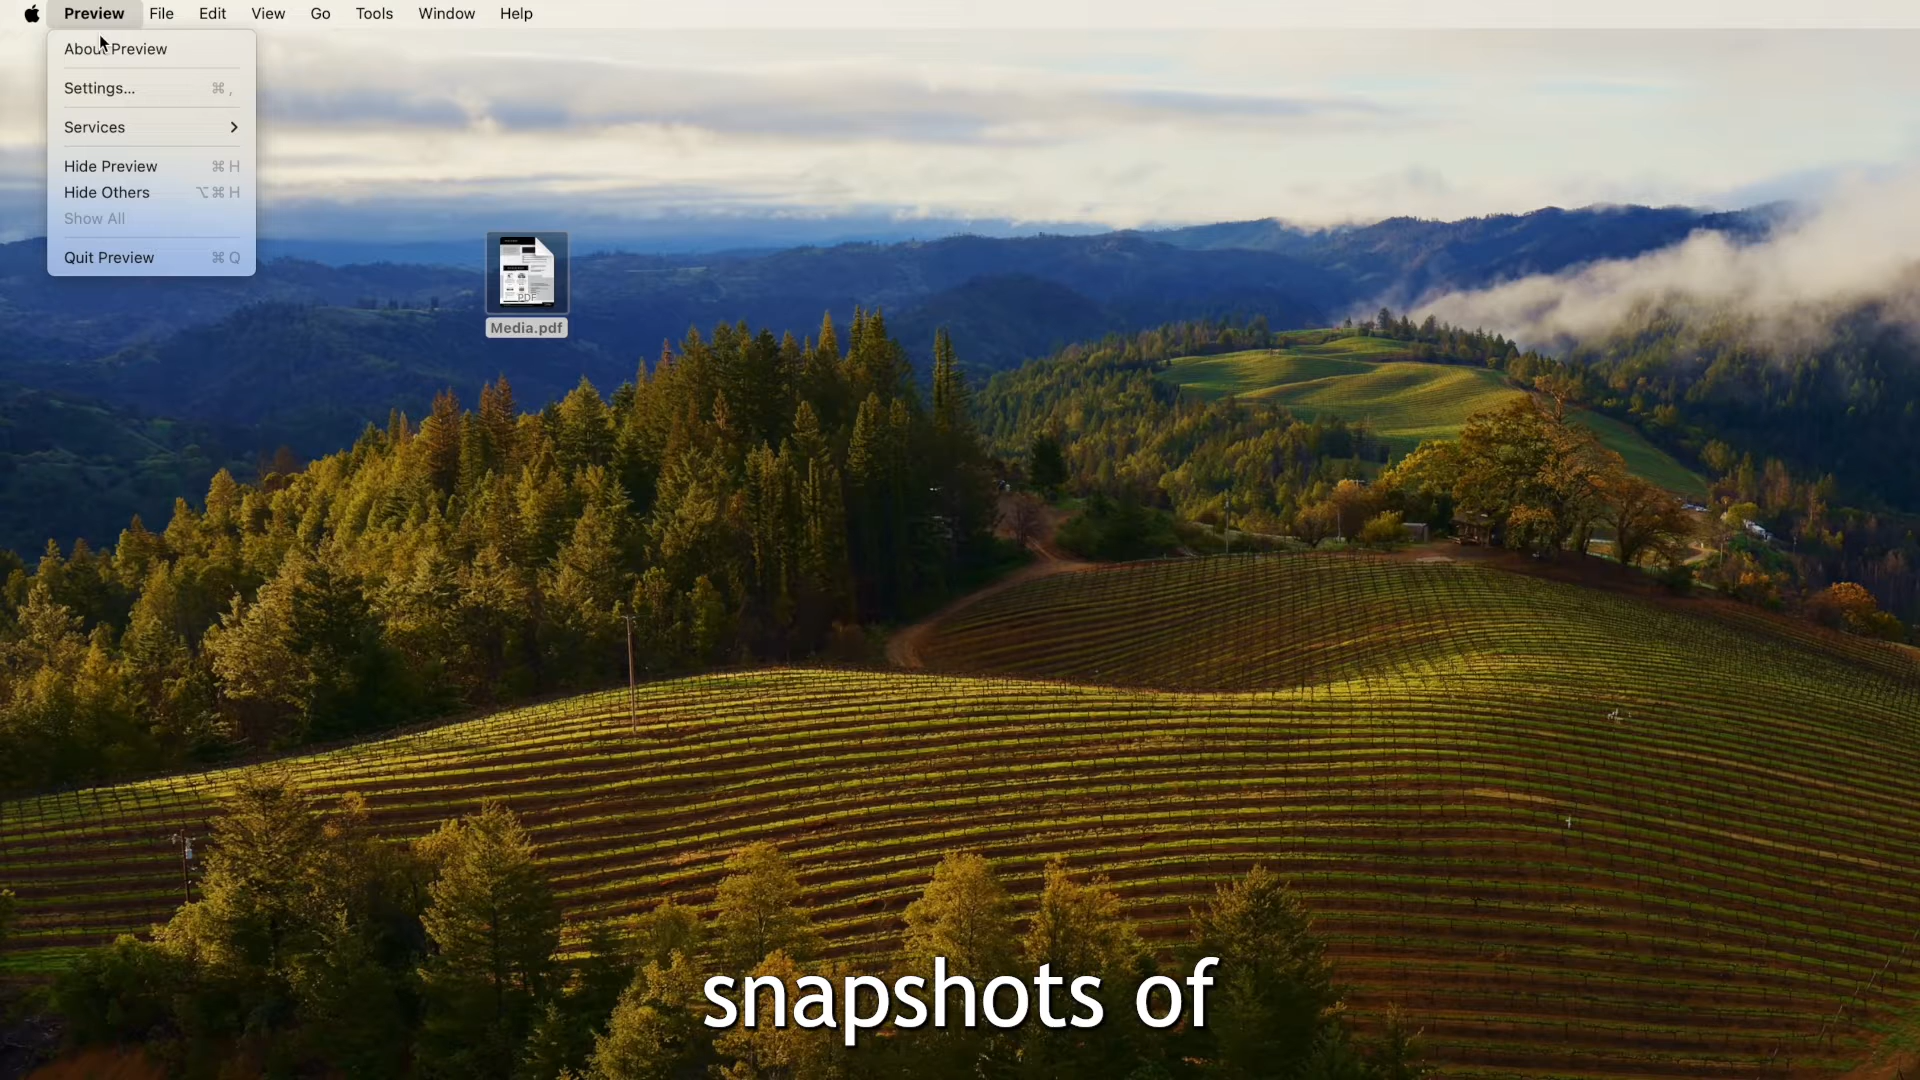 Preview File Edit View Go Tools Window Help
About Preview
Settings... ⌘ ,
Services
Hide Preview ⌘ H
Hide Others ⌥ ⌘ H
Show All
Quit Preview ⌘ Q
PDF
Media.pdf
snapshots of